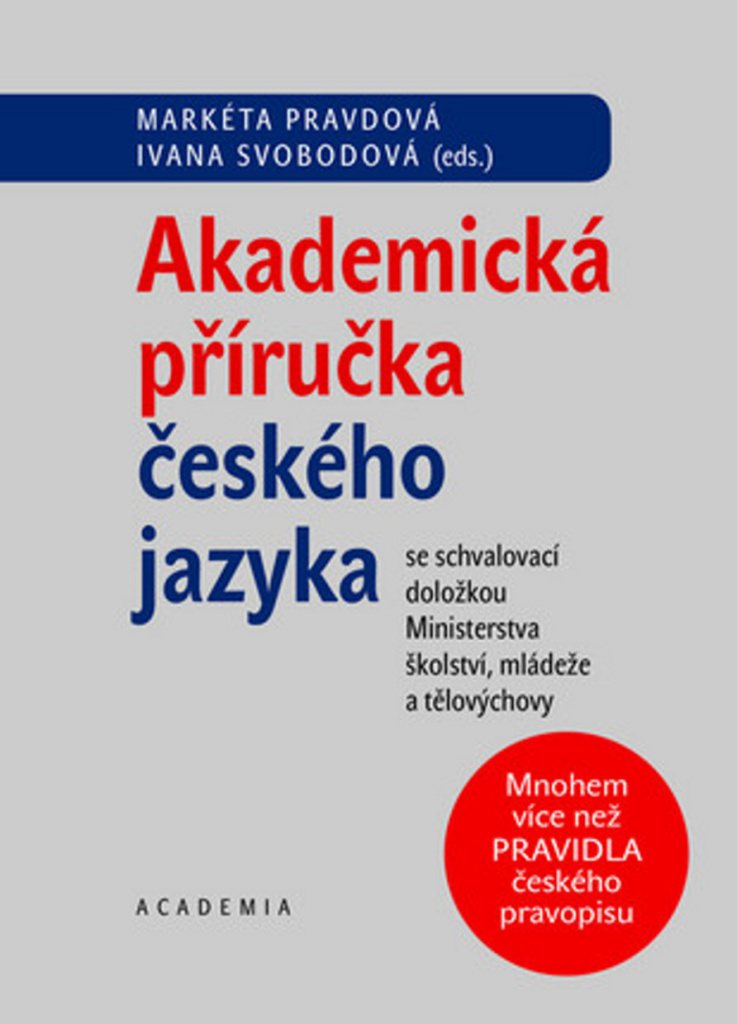 MARKÉTA PRAVDOVÁ
IVANA SVOBODOVÁ (eds.)
Akademická
příručka
českého
jazyka
se schvalovací
doložkou
Ministerstva
školství, mládeže
a tělovýchovy
Mnohem
více než
PRAVIDLA
českého
pravopisu
ACADEMIA